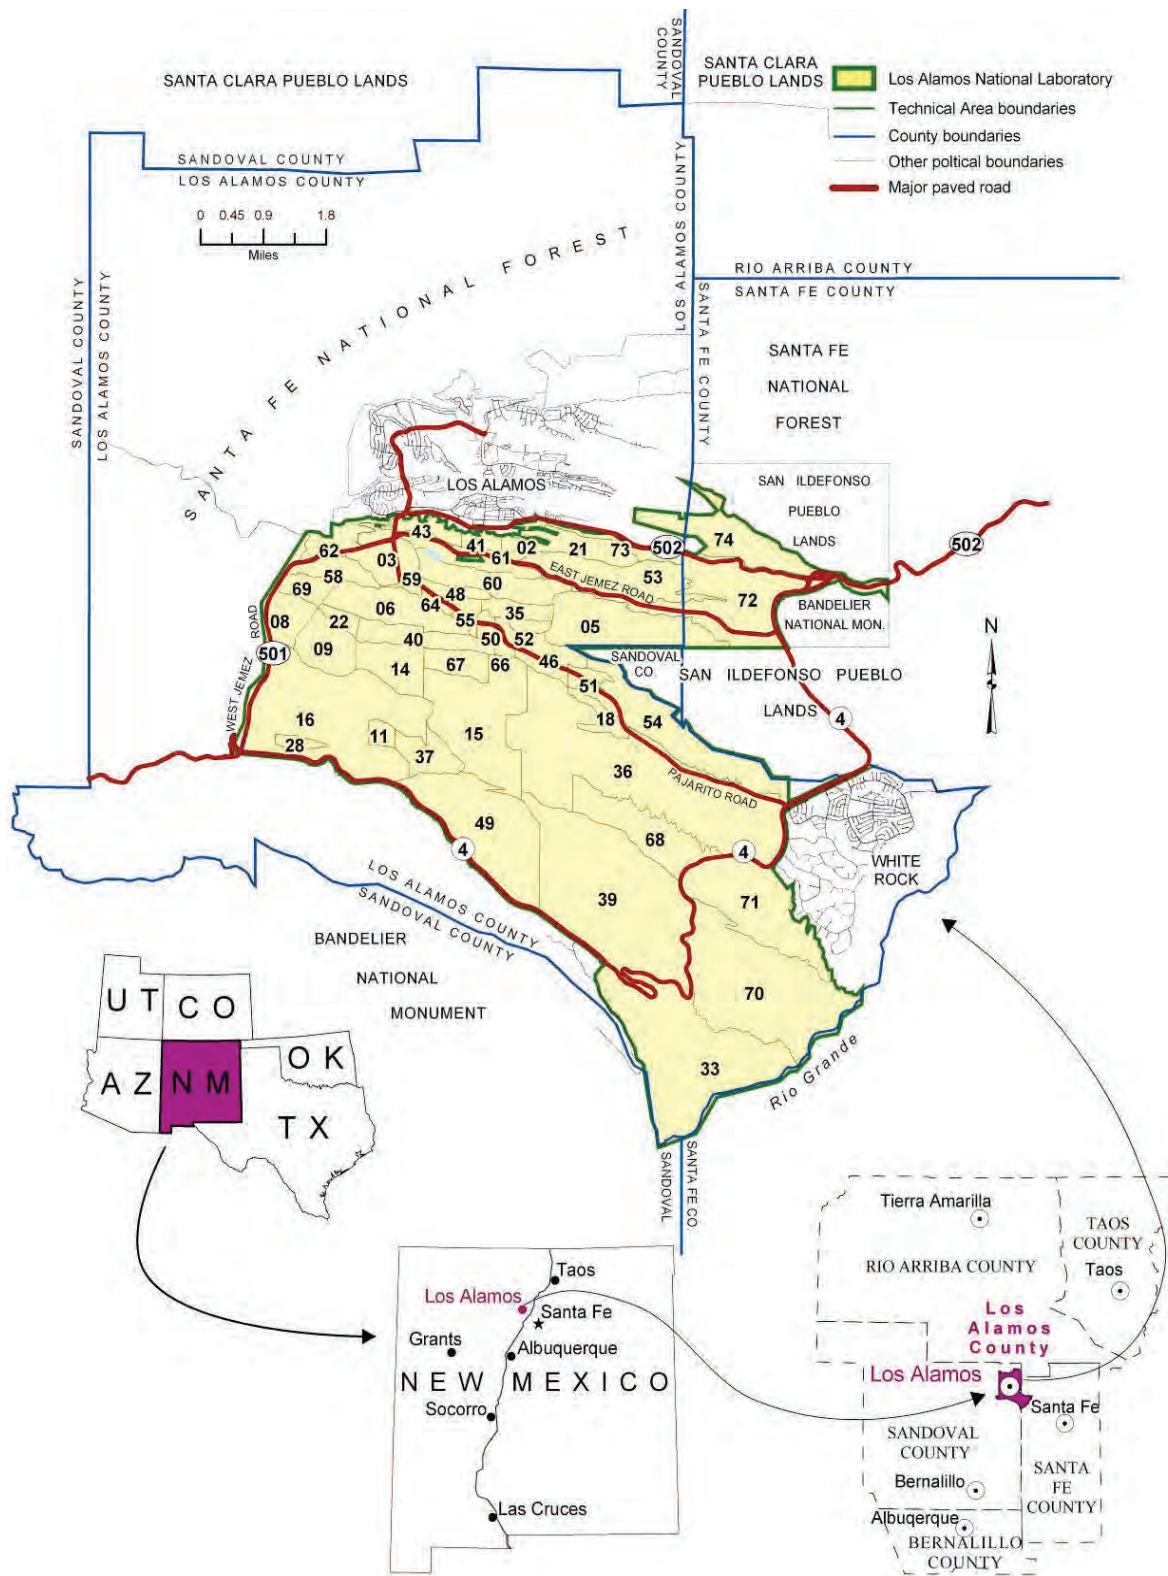 SANTA CLARA PUEBLO LANDS
SANDOVAL
COUNTY
SANTA CLARA
PUEBLO LANDS
Los Alamos National Laboratory
Technical Area boundaries
County boundaries
Other poltical boundaries
Major paved road
SANDOVAL COUNTY
LOS ALAMOS COUNTY
0 0.45 0.9 1.8
Miles
SANTA FE NATIONAL FOREST
SANDOVAL COUNTY
LOS ALAMOS COUNTY
LOS ALAMOS COUNTY
SANTA FE COUNTY
RIO ARRIBA COUNTY
SANTA FE COUNTY
SANTA FE
NATIONAL
FOREST
LOS ALAMOS
SAN ILDEFONSO
PUEBLO
LANDS
502
502
43
41
02
61
21
73
74
62
03
58
59
48
60
53
EAST JEMEZ ROAD
72
69
08
22
06
64
55
35
05
BANDELIER
NATIONAL MON.
N
WEST JEMEZ ROAD
501
09
40
50
52
46
14
67
66
51
SANDOVAL
CO
SAN ILDEFONSO PUEBLO
LANDS
4
16
28
11
37
15
18
54
36
PAJARITO ROAD
49
4
68
4
WHITE
ROCK
39
71
70
33
LOS ALAMOS COUNTY
SANDOVAL COUNTY
BANDELIER
NATIONAL
MONUMENT
Rio Grande
SANDOVAL
SANTA FE CO.
UT
CO
AZ
NM
OK
TX
Taos
Los Alamos
Santa Fe
Grants
Albuquerque
NEW MEXICO
Socorro
Las Cruces
Tierra Amarilla
TAOS
COUNTY
RIO ARRIBA COUNTY
Taos
Los
Alamos
County
Los Alamos
Santa Fe
SANDOVAL
COUNTY
SANTA
FE
COUNTY
Bernalillo
Albuqerque
BERNALILLO
COUNTY